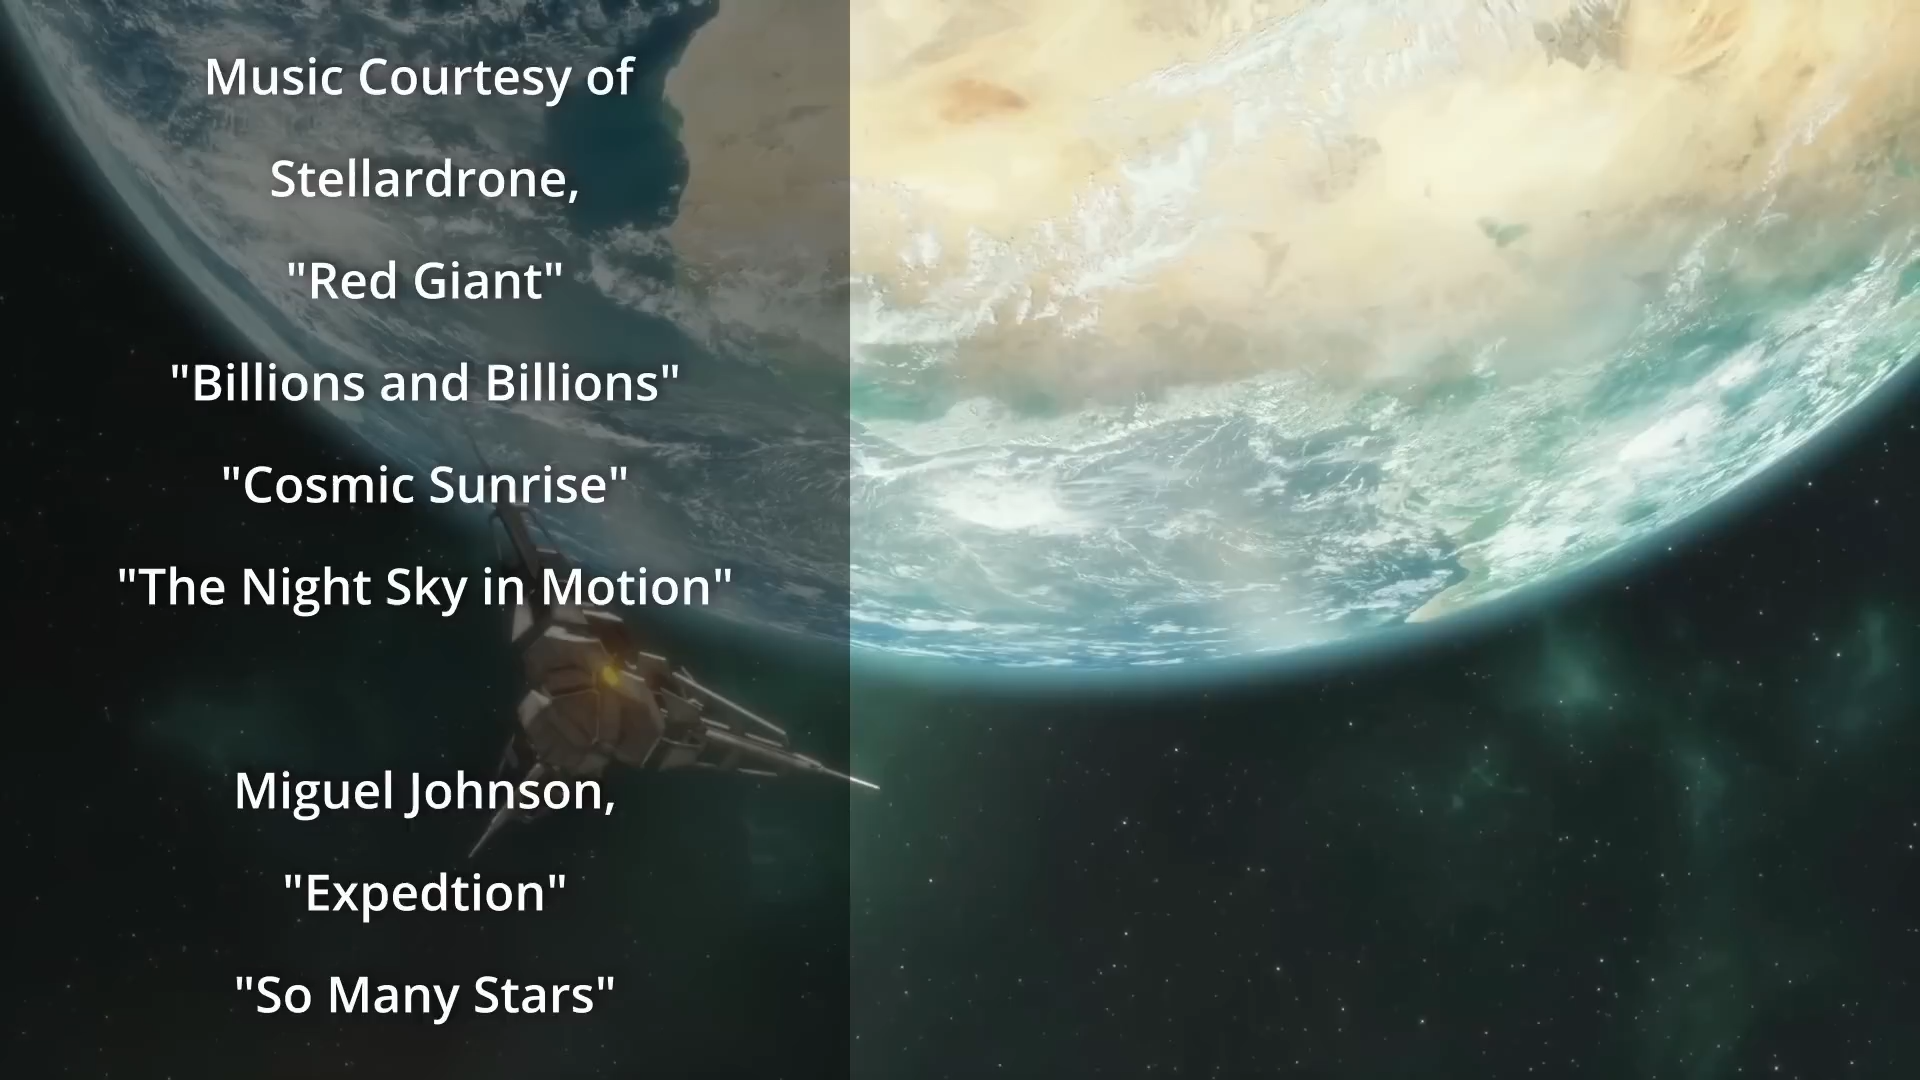 Music Courtesy of
Stellardrone,
"Red Giant"
"Billions and Billions"
"Cosmic Sunrise"
"The Night Sky in Motion"
Miguel Johnson,
"Expedtion"
"So Many Stars"